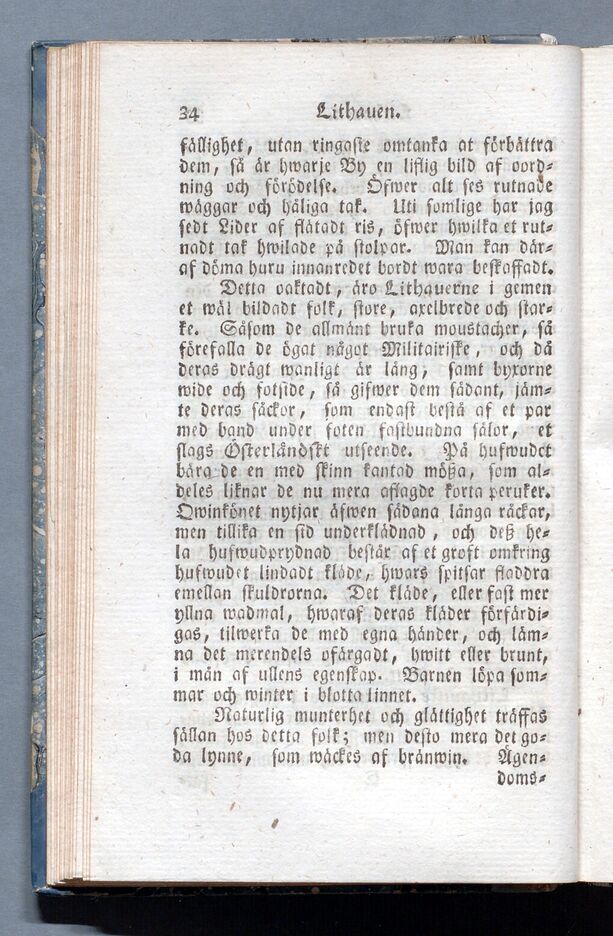 34 Lithauen.
fällighet, utan ringaste omtanka at förbättra
dem, så är hwarje By en liflig bild af oord-
ning och förödelse. Öfwer alt ses rutnade
wäggar och håliga tak. Uti somlige har jag
sedt Lider af flätadt ris, öfwer hwilka et rut-
nadt tak hwilade på stolpar. Man kan där-
af döma huru innanredet bordt wara beskaffadt.
Detta oaktadt, äro Lithauerne i gemen
et wäl bildadt folk, store, axelbrede och star-
ke. Såsom de allmänt bruka moustacher, så
förefalla de ögat något Militairiske, och då
deras drägt wanligt är lång, samt byxorne
wide och fotside, så gifwer dem sådant, jäm-
te deras säckor, som endast bestå af et par
med band under foten fastbundna sålor, et
slags Österländskt utseende. På hufwudet
bära de en med skinn kantad mößa, som al-
deles liknar de nu mera aflagde korta peruker.
Qwinkönet nytjar äfwen sådana långa räckar,
men tillika en sid underklädnad, och deß he-
la hufwudprydnad består af et groft omkring
hufwudet lindadt kläde, hwars spitsar fladdra
emellan skuldrorna. Det kläde, eller fast mer
yllna wadmal, hwaraf deras kläder förfärdi-
gas, tilwerka de med egna händer, och läm-
na det merendels ofärgadt, hwitt eller brunt,
i mån af ullens egenskap. Barnen löpa som-
mar och winter i blotta linnet.
Naturlig munterhet och glättighet träffas
sällan hos detta folk; men desto mera det go-
da lynne, som wäckes af bränwin. Ägen-
doms-